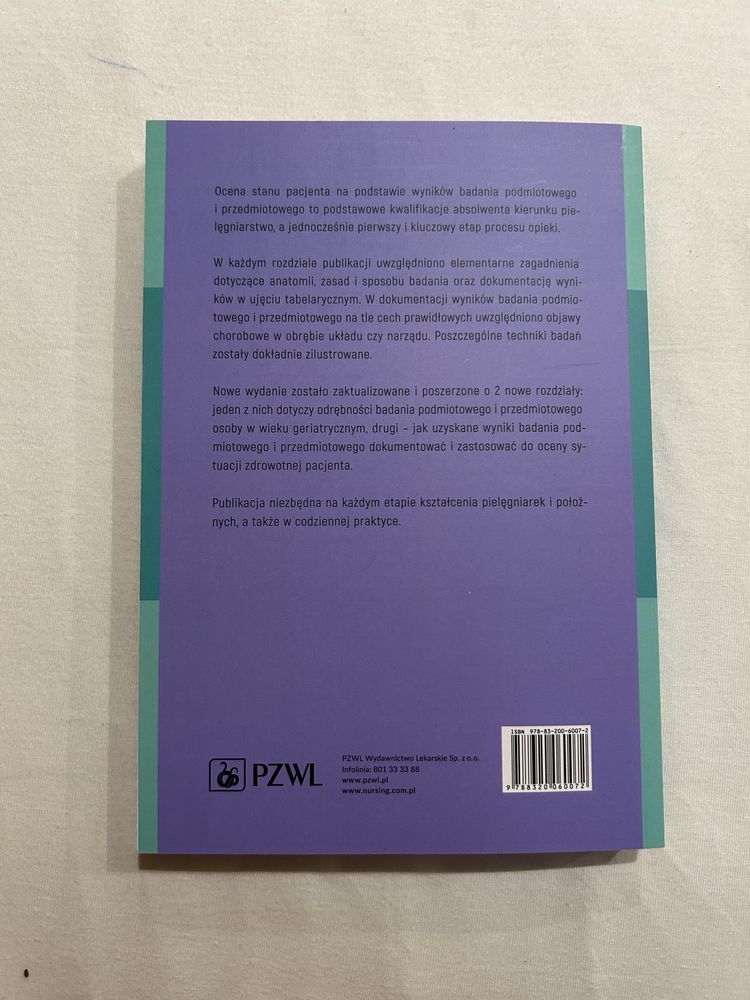 Ocena stanu pacjenta na podstawie wyników badania podmiotowego
i przedmiotowego to podstawowe kwalifikacje absolwenta kierunku pie-
lęgniarstwo, a jednocześnie pierwszy i kluczowy etap procesu opieki.
W każdym rozdziale publikacji uwzględniono elementarne zagadnienia
dotyczące anatomii, zasad i sposobu badania oraz dokumentację wyni-
ków w ujęciu tabelarycznym. W dokumentacji wyników badania podmio-
towego i przedmiotowego na tle cech prawidłowych uwzględniono objawy
chorobowe w obrębie układu czy narządu. Poszczególne techniki badań
zostały dokładnie zilustrowane.
Nowe wydanie zostało zaktualizowane i poszerzone o 2 nowe rozdziały:
jeden z nich dotyczy odrębności badania podmiotowego i przedmiotowego
osoby w wieku geriatrycznym, drugi – jak uzyskane wyniki badania pod-
miotowego i przedmiotowego dokumentować i zastosować do oceny sy-
tuacji zdrowotnej pacjenta.
Publikacja niezbędna na każdym etapie kształcenia pielęgniarek i położ-
nych, a także w codziennej praktyce.
PZWL
PZWL Wydawnictwo Lekarskie Sp. z o.o.
Infolinia: 801 33 33 88
www.pzwl.pl
www.nursing.com.pl
ISBN 978-83-200-6007-2
9 788320 060072